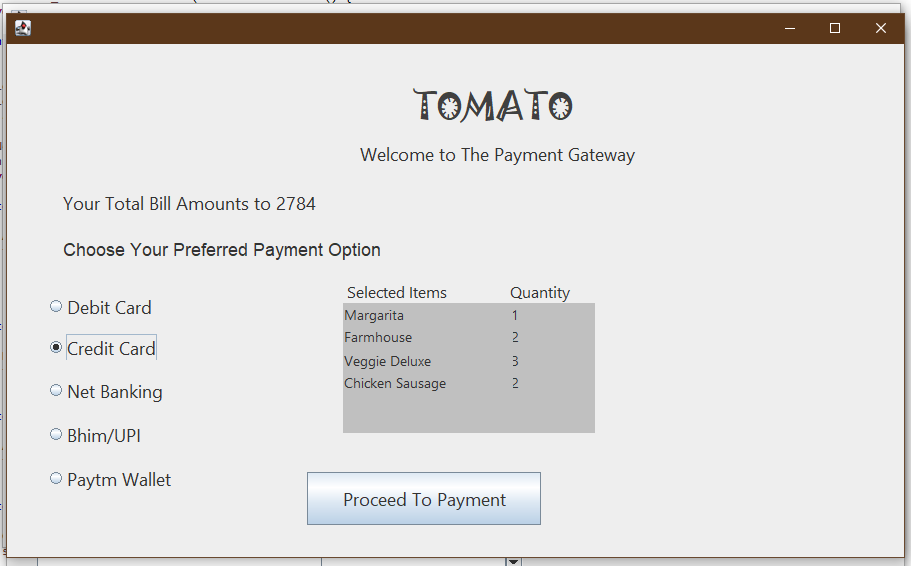 TOMATO
Welcome to The Payment Gateway
Your Total Bill Amounts to 2784
Choose Your Preferred Payment Option
Selected Items Quantity
Debit Card
Margarita 1
Farmhouse 2
Credit Card
Veggie Deluxe 3
Chicken Sausage 2
Net Banking
Bhim/UPI
Paytm Wallet
Proceed To Payment